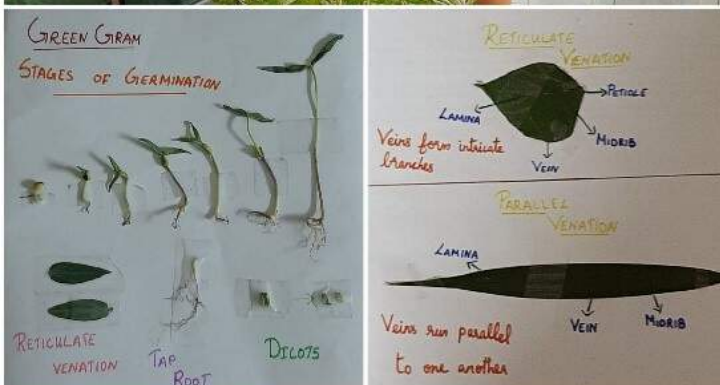 GREEN GRAM
STAGES OF GERMINATION
RETICULATE
VENATION
TAP
ROOT
DICOTS
RETICULATE
VENATION
PETIOLE
LAMINA
MIDRIB
VEIN
Veins form intricate
branches
PARALLEL
VENATION
LAMINA
VEIN
MIDRIB
Veins run parallel
to one another